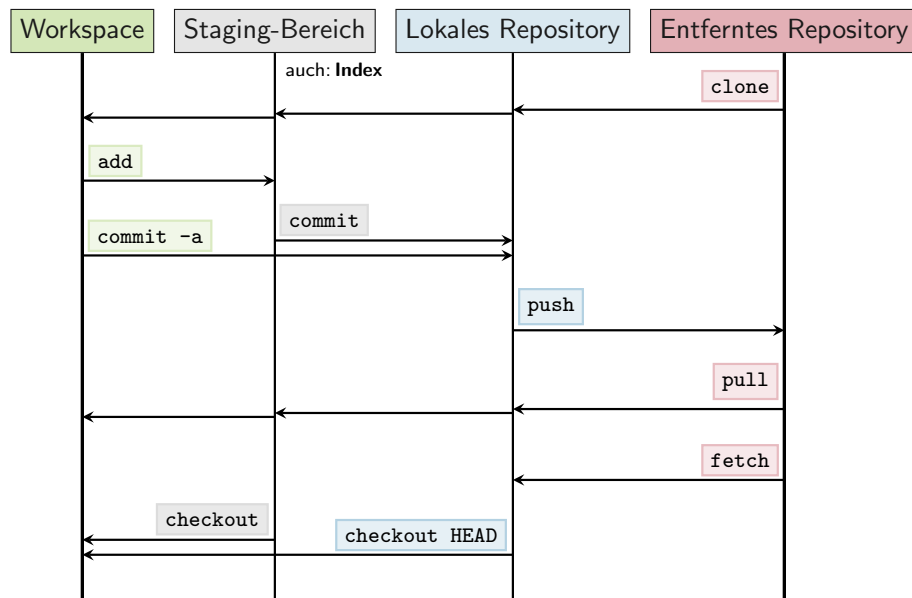 Workspace
Staging-Bereich
Lokales Repository
Entferntes Repository
auch: Index
clone
add
commit
commit -a
push
pull
fetch
checkout
checkout HEAD